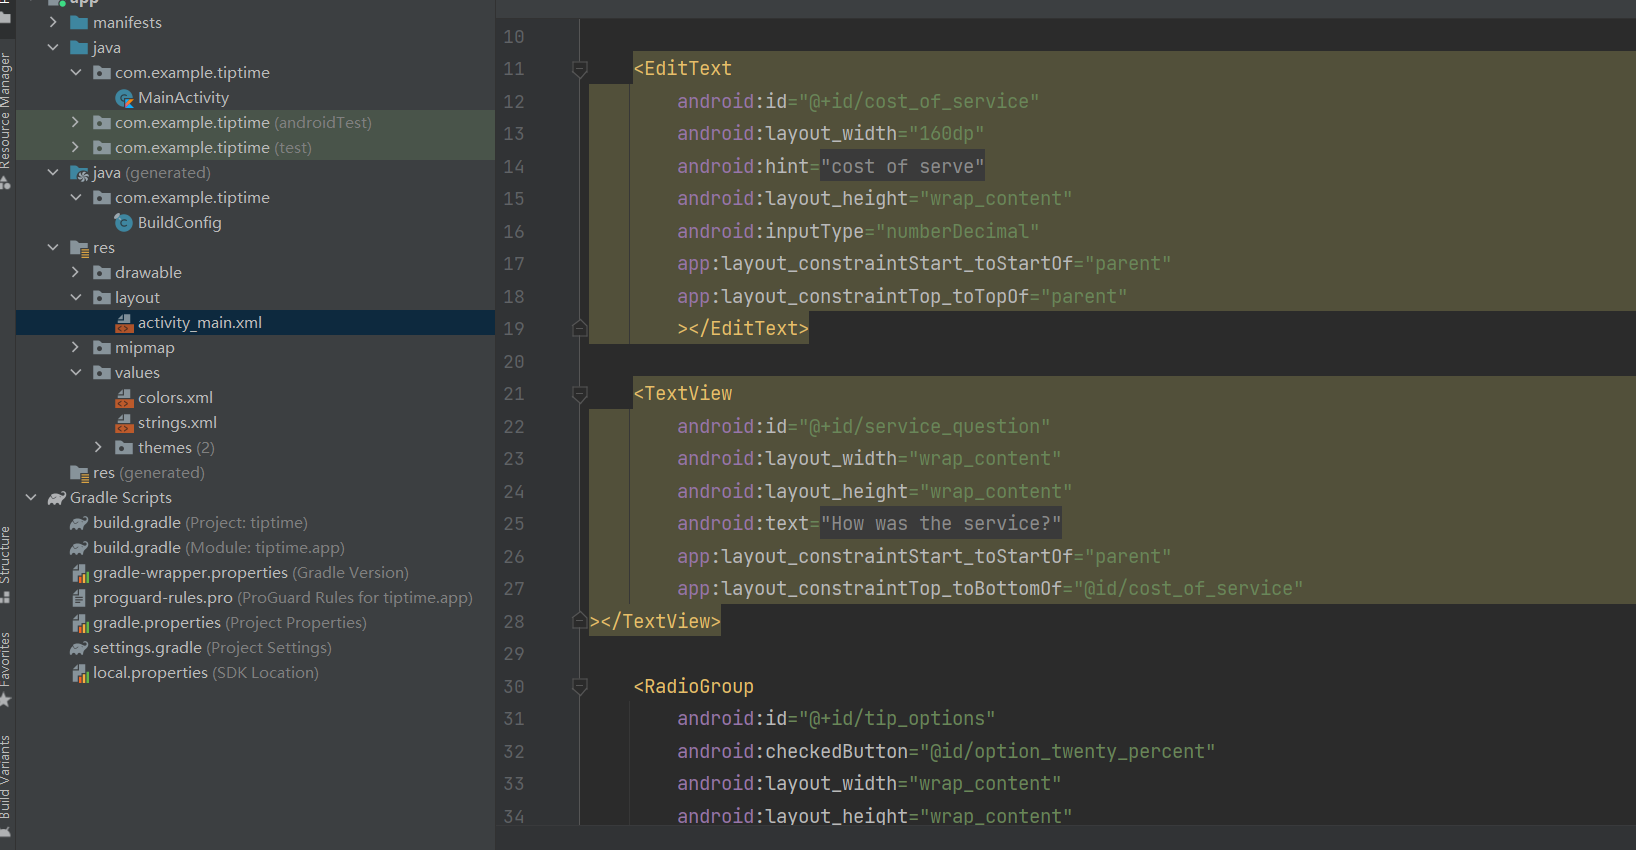 app
manifests
java
com.example.tiptime
MainActivity
com.example.tiptime (androidTest)
com.example.tiptime (test)
java (generated)
com.example.tiptime
BuildConfig
res
drawable
layout
activity_main.xml
mipmap
values
colors.xml
strings.xml
themes (2)
res (generated)
Gradle Scripts
build.gradle (Project: tiptime)
build.gradle (Module: tiptime.app)
gradle-wrapper.properties (Gradle Version)
proguard-rules.pro (ProGuard Rules for tiptime.app)
gradle.properties (Project Properties)
settings.gradle (Project Settings)
local.properties (SDK Location)
Resource Manager
Structure
Favorites
Build Variants
10
11 <EditText
12 android:id="@+id/cost_of_service"
13 android:layout_width="160dp"
14 android:hint="cost of serve"
15 android:layout_height="wrap_content"
16 android:inputType="numberDecimal"
17 app:layout_constraintStart_toStartOf="parent"
18 app:layout_constraintTop_toTopOf="parent"
19 ></EditText>
20
21 <TextView
22 android:id="@+id/service_question"
23 android:layout_width="wrap_content"
24 android:layout_height="wrap_content"
25 android:text="How was the service?"
26 app:layout_constraintStart_toStartOf="parent"
27 app:layout_constraintTop_toBottomOf="@id/cost_of_service"
28 ></TextView>
29
30 <RadioGroup
31 android:id="@+id/tip_options"
32 android:checkedButton="@id/option_twenty_percent"
33 android:layout_width="wrap_content"
34 android:layout_height="wrap_content"